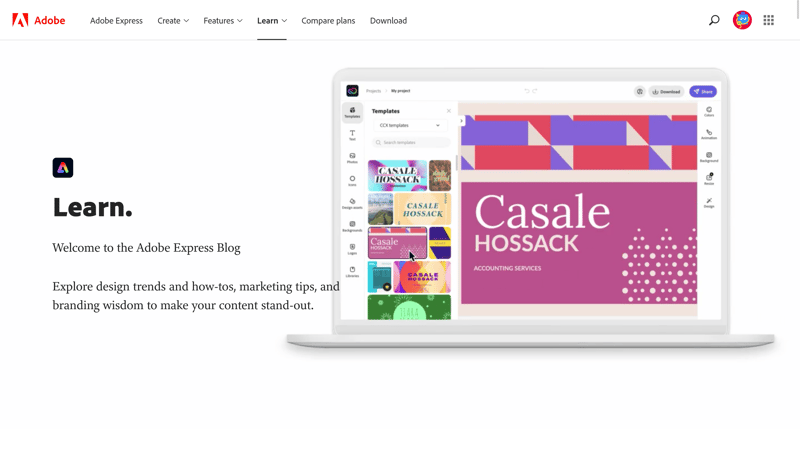 Adobe
Adobe Express
Create
Features
Learn
Compare plans
Download
Learn.
Welcome to the Adobe Express Blog
Explore design trends and how-tos, marketing tips, and
branding wisdom to make your content stand-out.
Projects / My project
Download
Share
Templates
Text
Photos
Icons
Design assets
Backgrounds
Logos
Libraries
Templates
CCX templates
Search templates
CASALE
HOSSACK
CASALE
HOSSACK
Casale
HOSSACK
CASALE
HOSSACK
Casale
HOSSACK
ACCOUNTING SERVICES
Colors
Animation
Background
Resize
Design